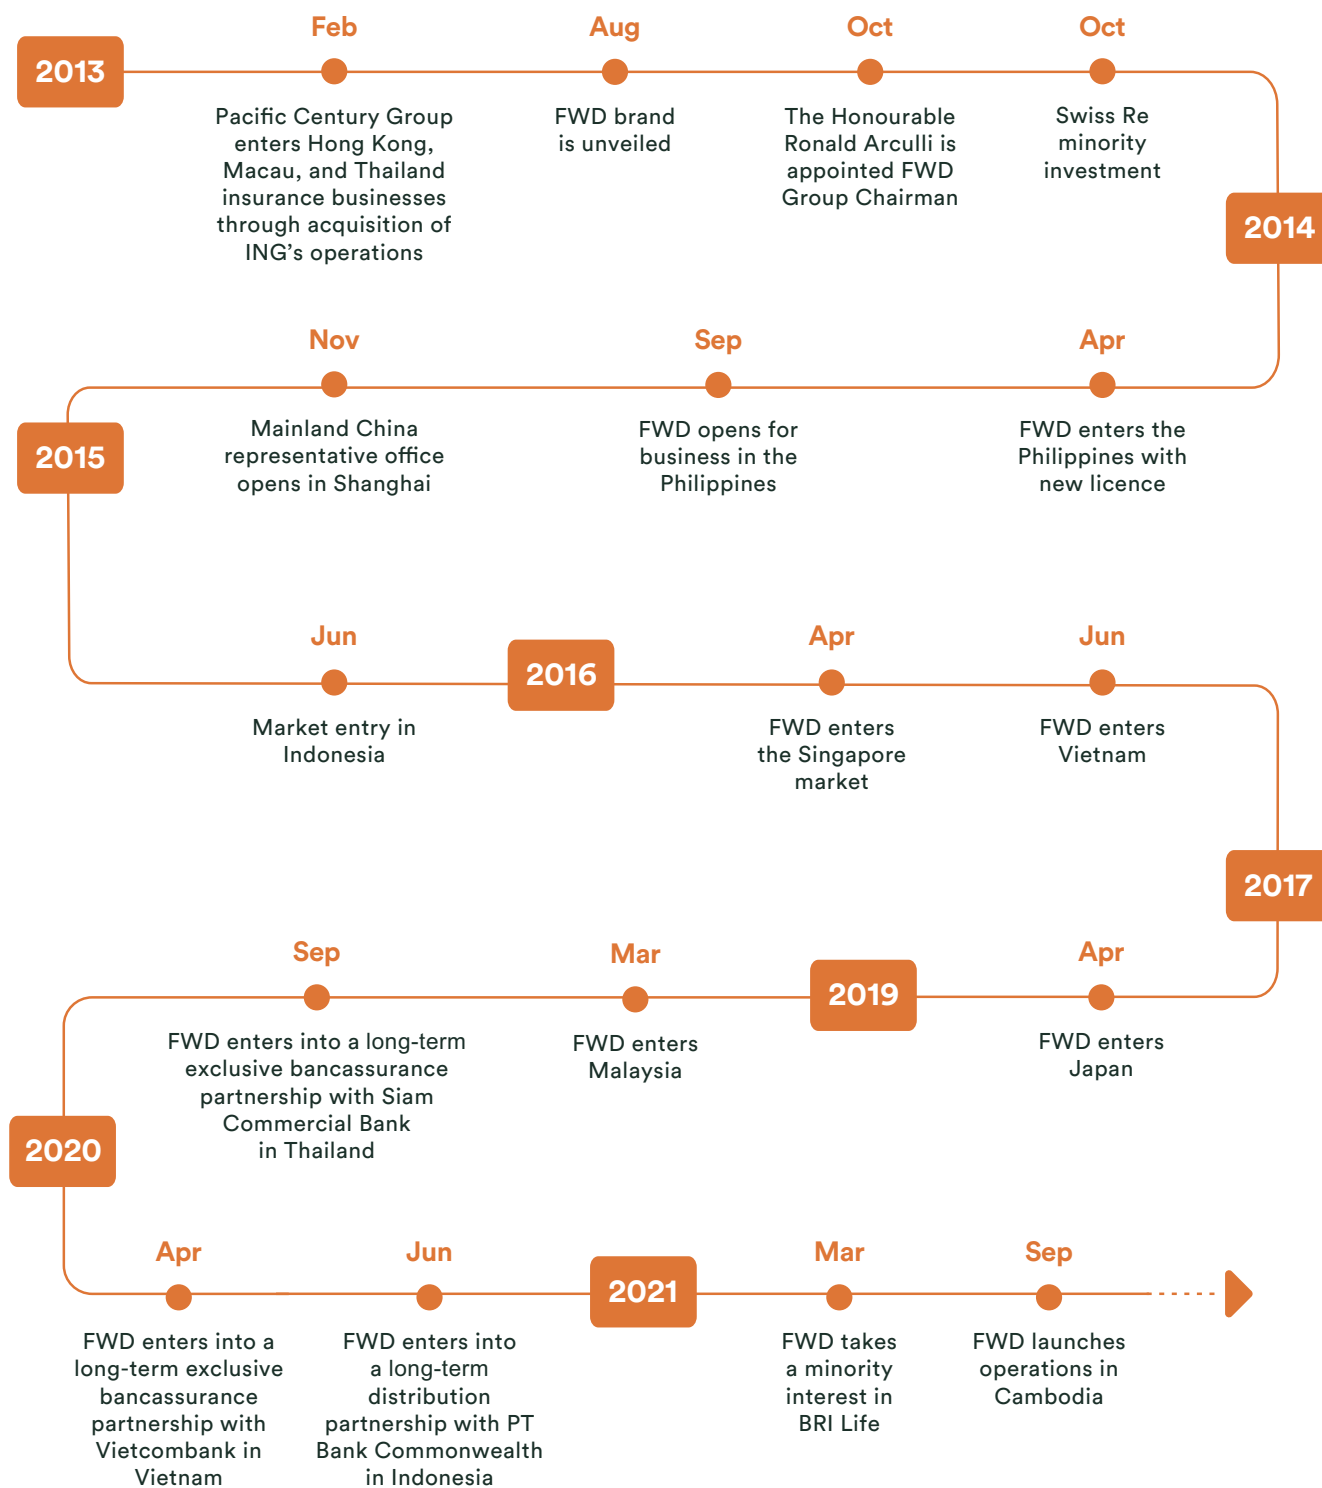 2013
Feb
Pacific Century Group
enters Hong Kong,
Macau, and Thailand
insurance businesses
through acquisition of
ING's operations
Aug
FWD brand
is unveiled
Oct
The Honourable
Ronald Arculli is
appointed FWD
Group Chairman
Oct
Swiss Re
minority
investment
2014
Apr
FWD enters the
Philippines with
new licence
Sep
FWD opens for
business in the
Philippines
Nov
Mainland China
representative office
opens in Shanghai
2015
Jun
Market entry in
Indonesia
2016
Apr
FWD enters
the Singapore
market
Jun
FWD enters
Vietnam
2017
Apr
FWD enters
Japan
2019
Mar
FWD enters
Malaysia
Sep
FWD enters into a long-term
exclusive bancassurance
partnership with Siam
Commercial Bank
in Thailand
2020
Apr
FWD enters into a
long-term exclusive
bancassurance
partnership with
Vietcombank in
Vietnam
Jun
FWD enters into
a long-term
distribution
partnership with PT
Bank Commonwealth
in Indonesia
2021
Mar
FWD takes
a minority
interest in
BRI Life
Sep
FWD launches
operations in
Cambodia